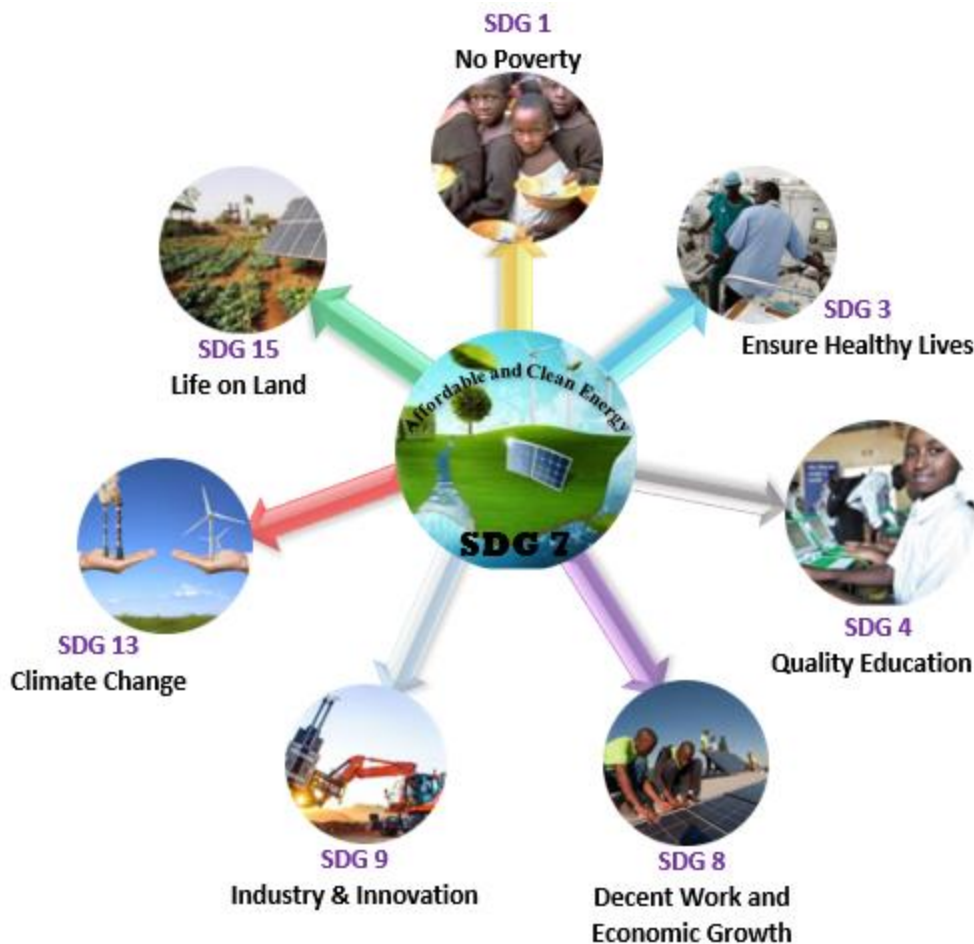 SDG 1
No Poverty
SDG 3
Ensure Healthy Lives
SDG 15
Life on Land
Affordable and Clean Energy
SDG 7
SDG 4
Quality Education
SDG 13
Climate Change
SDG 9
Industry & Innovation
SDG 8
Decent Work and
Economic Growth